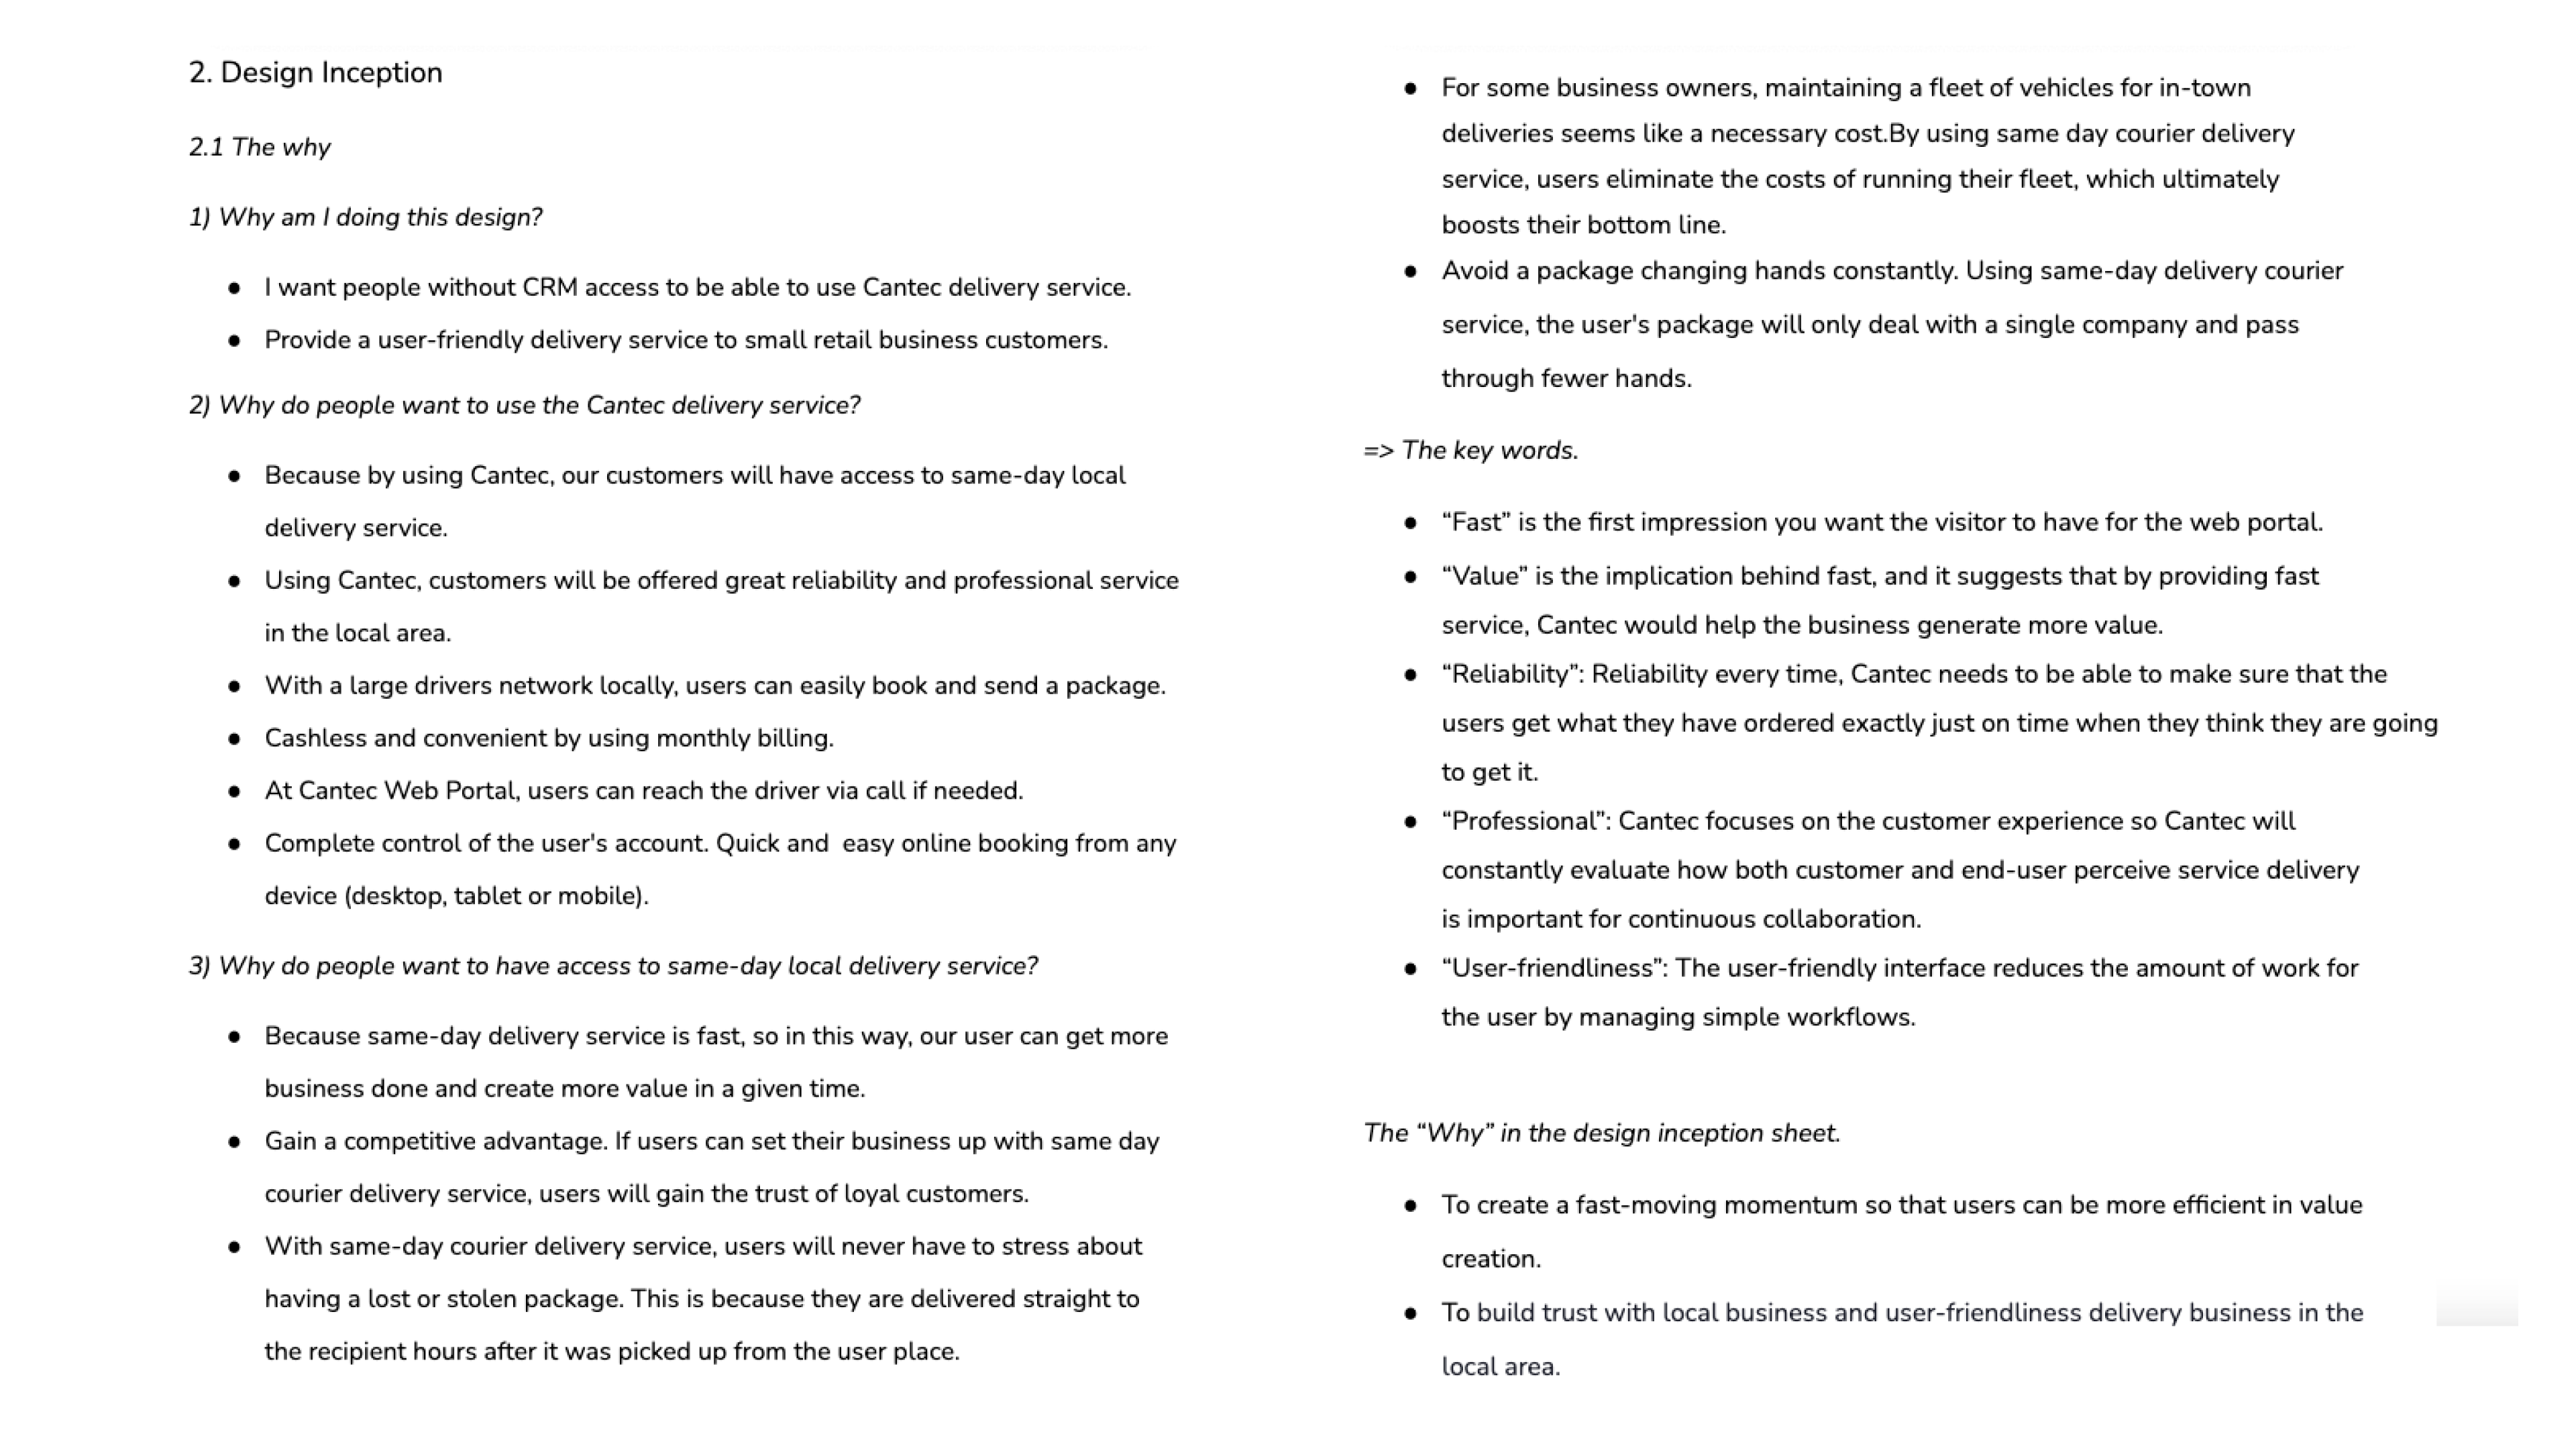 2. Design Inception
2.1 The why
1) Why am I doing this design?
● I want people without CRM access to be able to use Cantec delivery service.
● Provide a user-friendly delivery service to small retail business customers.
2) Why do people want to use the Cantec delivery service?
● Because by using Cantec, our customers will have access to same-day local
delivery service.
● Using Cantec, customers will be offered great reliability and professional service
in the local area.
● With a large drivers network locally, users can easily book and send a package.
● Cashless and convenient by using monthly billing.
● At Cantec Web Portal, users can reach the driver via call if needed.
● Complete control of the user's account. Quick and  easy online booking from any
device (desktop, tablet or mobile).
3) Why do people want to have access to same-day local delivery service?
● Because same-day delivery service is fast, so in this way, our user can get more
business done and create more value in a given time.
● Gain a competitive advantage. If users can set their business up with same day
courier delivery service, users will gain the trust of loyal customers.
● With same-day courier delivery service, users will never have to stress about
having a lost or stolen package. This is because they are delivered straight to
the recipient hours after it was picked up from the user place.
● For some business owners, maintaining a fleet of vehicles for in-town
deliveries seems like a necessary cost.By using same day courier delivery
service, users eliminate the costs of running their fleet, which ultimately
boosts their bottom line.
● Avoid a package changing hands constantly. Using same-day delivery courier
service, the user's package will only deal with a single company and pass
through fewer hands.
=> The key words.
● “Fast” is the first impression you want the visitor to have for the web portal.
● “Value” is the implication behind fast, and it suggests that by providing fast
service, Cantec would help the business generate more value.
● “Reliability”: Reliability every time, Cantec needs to be able to make sure that the
users get what they have ordered exactly just on time when they think they are going
to get it.
● “Professional”: Cantec focuses on the customer experience so Cantec will
constantly evaluate how both customer and end-user perceive service delivery
is important for continuous collaboration.
● “User-friendliness”: The user-friendly interface reduces the amount of work for
the user by managing simple workflows.
The “Why” in the design inception sheet.
● To create a fast-moving momentum so that users can be more efficient in value
creation.
● To build trust with local business and user-friendliness delivery business in the
local area.